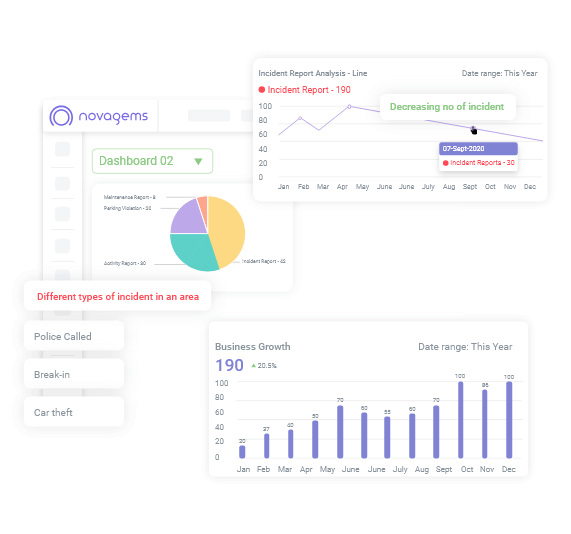 Incident Report Analysis - Line
Date range: This Year
Incident Report - 190
100
80
60
40
20
0
Decreasing no of incident
07-Sept-2020
Incident Reports - 30
Jan Feb Mar Apr May June June July Aug Sept Oct Nov Dec
novagems
Dashboard 02
Maintenance Report - 8
Parking Violation - 20
Activity Report - 30
Incident Report - 42
Different types of incident in an area
Police Called
Break-in
Car theft
Business Growth
Date range: This Year
190
20.5%
100
80
60
40
20
0
20 37 40 50 70 60 55 60 70 100 86 100
Jan Feb Mar Apr May June June July Aug Sept Oct Nov Dec